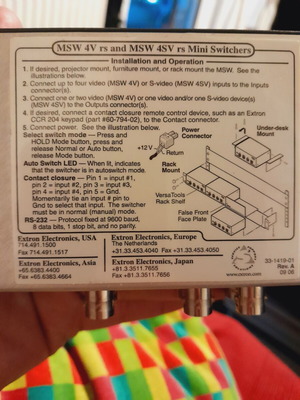 MSW 4V rs and MSW 4SV rs Mini Switchers
Installation and Operation
1. If desired, projector mount, furniture mount, or rack mount the MSW. See the
illustrations below.
2. Connect up to four video (MSW 4V) or S-video (MSW 4SV) inputs to the Inputs
connector(s).
3. Connect one or two video (MSW 4V) or one video and/or one S-video device(s)
(MSW 4SV) to the Outputs connector(s).
4. If desired, connect a contact closure remote control device, such as an Extron
CCR 204 keypad (part #60-794-02), to the Contact connector.
5. Connect power. See the illustration below.
Select switch mode – Press and
HOLD Mode button, press and
release Normal or Auto button,
release Mode button.
Auto Switch LED – When lit, indicates
that the switcher is in autoswitch mode.
Contact closure – Pin 1 = input #1,
pin 2 = input #2, pin 3 = input #3,
pin 4 = input #4, pin 5 = Gnd.
Momentarily tie an input # pin to
Gnd to select that input. The switcher
must be in normal (manual) mode.
RS-232 – Protocol fixed at 9600 baud,
8 data bits, 1 stop bit, and no parity.
Power
Connector
+12 V
Return
Under-desk
Mount
Rack
Mount
VersaTools
Rack Shelf
False Front
Face Plate
Extron Electronics, USA
714.491.1500
Fax 714.491.1517
Extron Electronics, Europe
The Netherlands
+31.33.453.4040 Fax +31.33.453.4050
Extron Electronics, Asia
+65.6383.4400
Fax +65.6383.4664
Extron Electronics, Japan
+81.3.3511.7655
Fax +81.3.3511.7656
33-1419-01
Rev. A